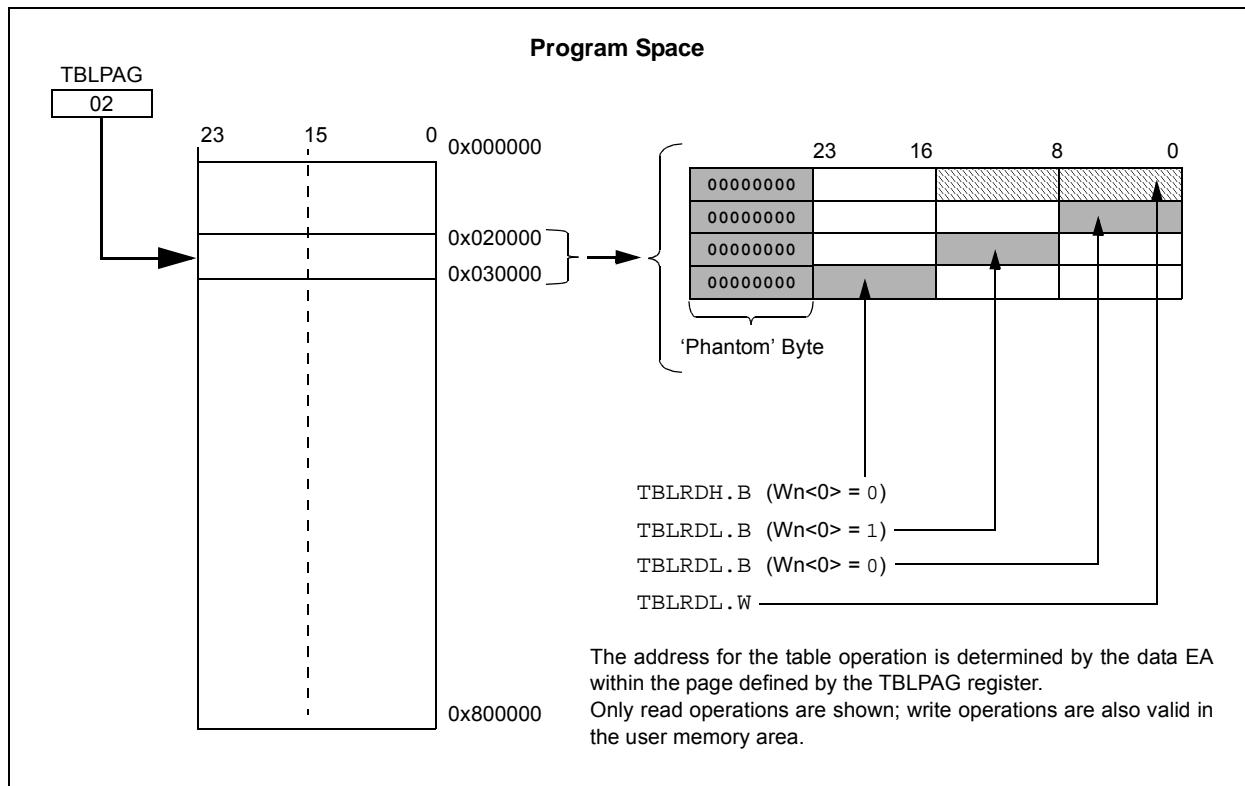 Program Space
TBLPAG
02
23 15 0
0x000000
0x020000
0x030000
0x800000
23 16 8 0
00000000
00000000
00000000
00000000
‘Phantom’ Byte
TBLRDH.B (Wn<0> = 0)
TBLRDL.B (Wn<0> = 1)
TBLRDL.B (Wn<0> = 0)
TBLRDL.W
The address for the table operation is determined by the data EA
within the page defined by the TBLPAG register.
Only read operations are shown; write operations are also valid in
the user memory area.